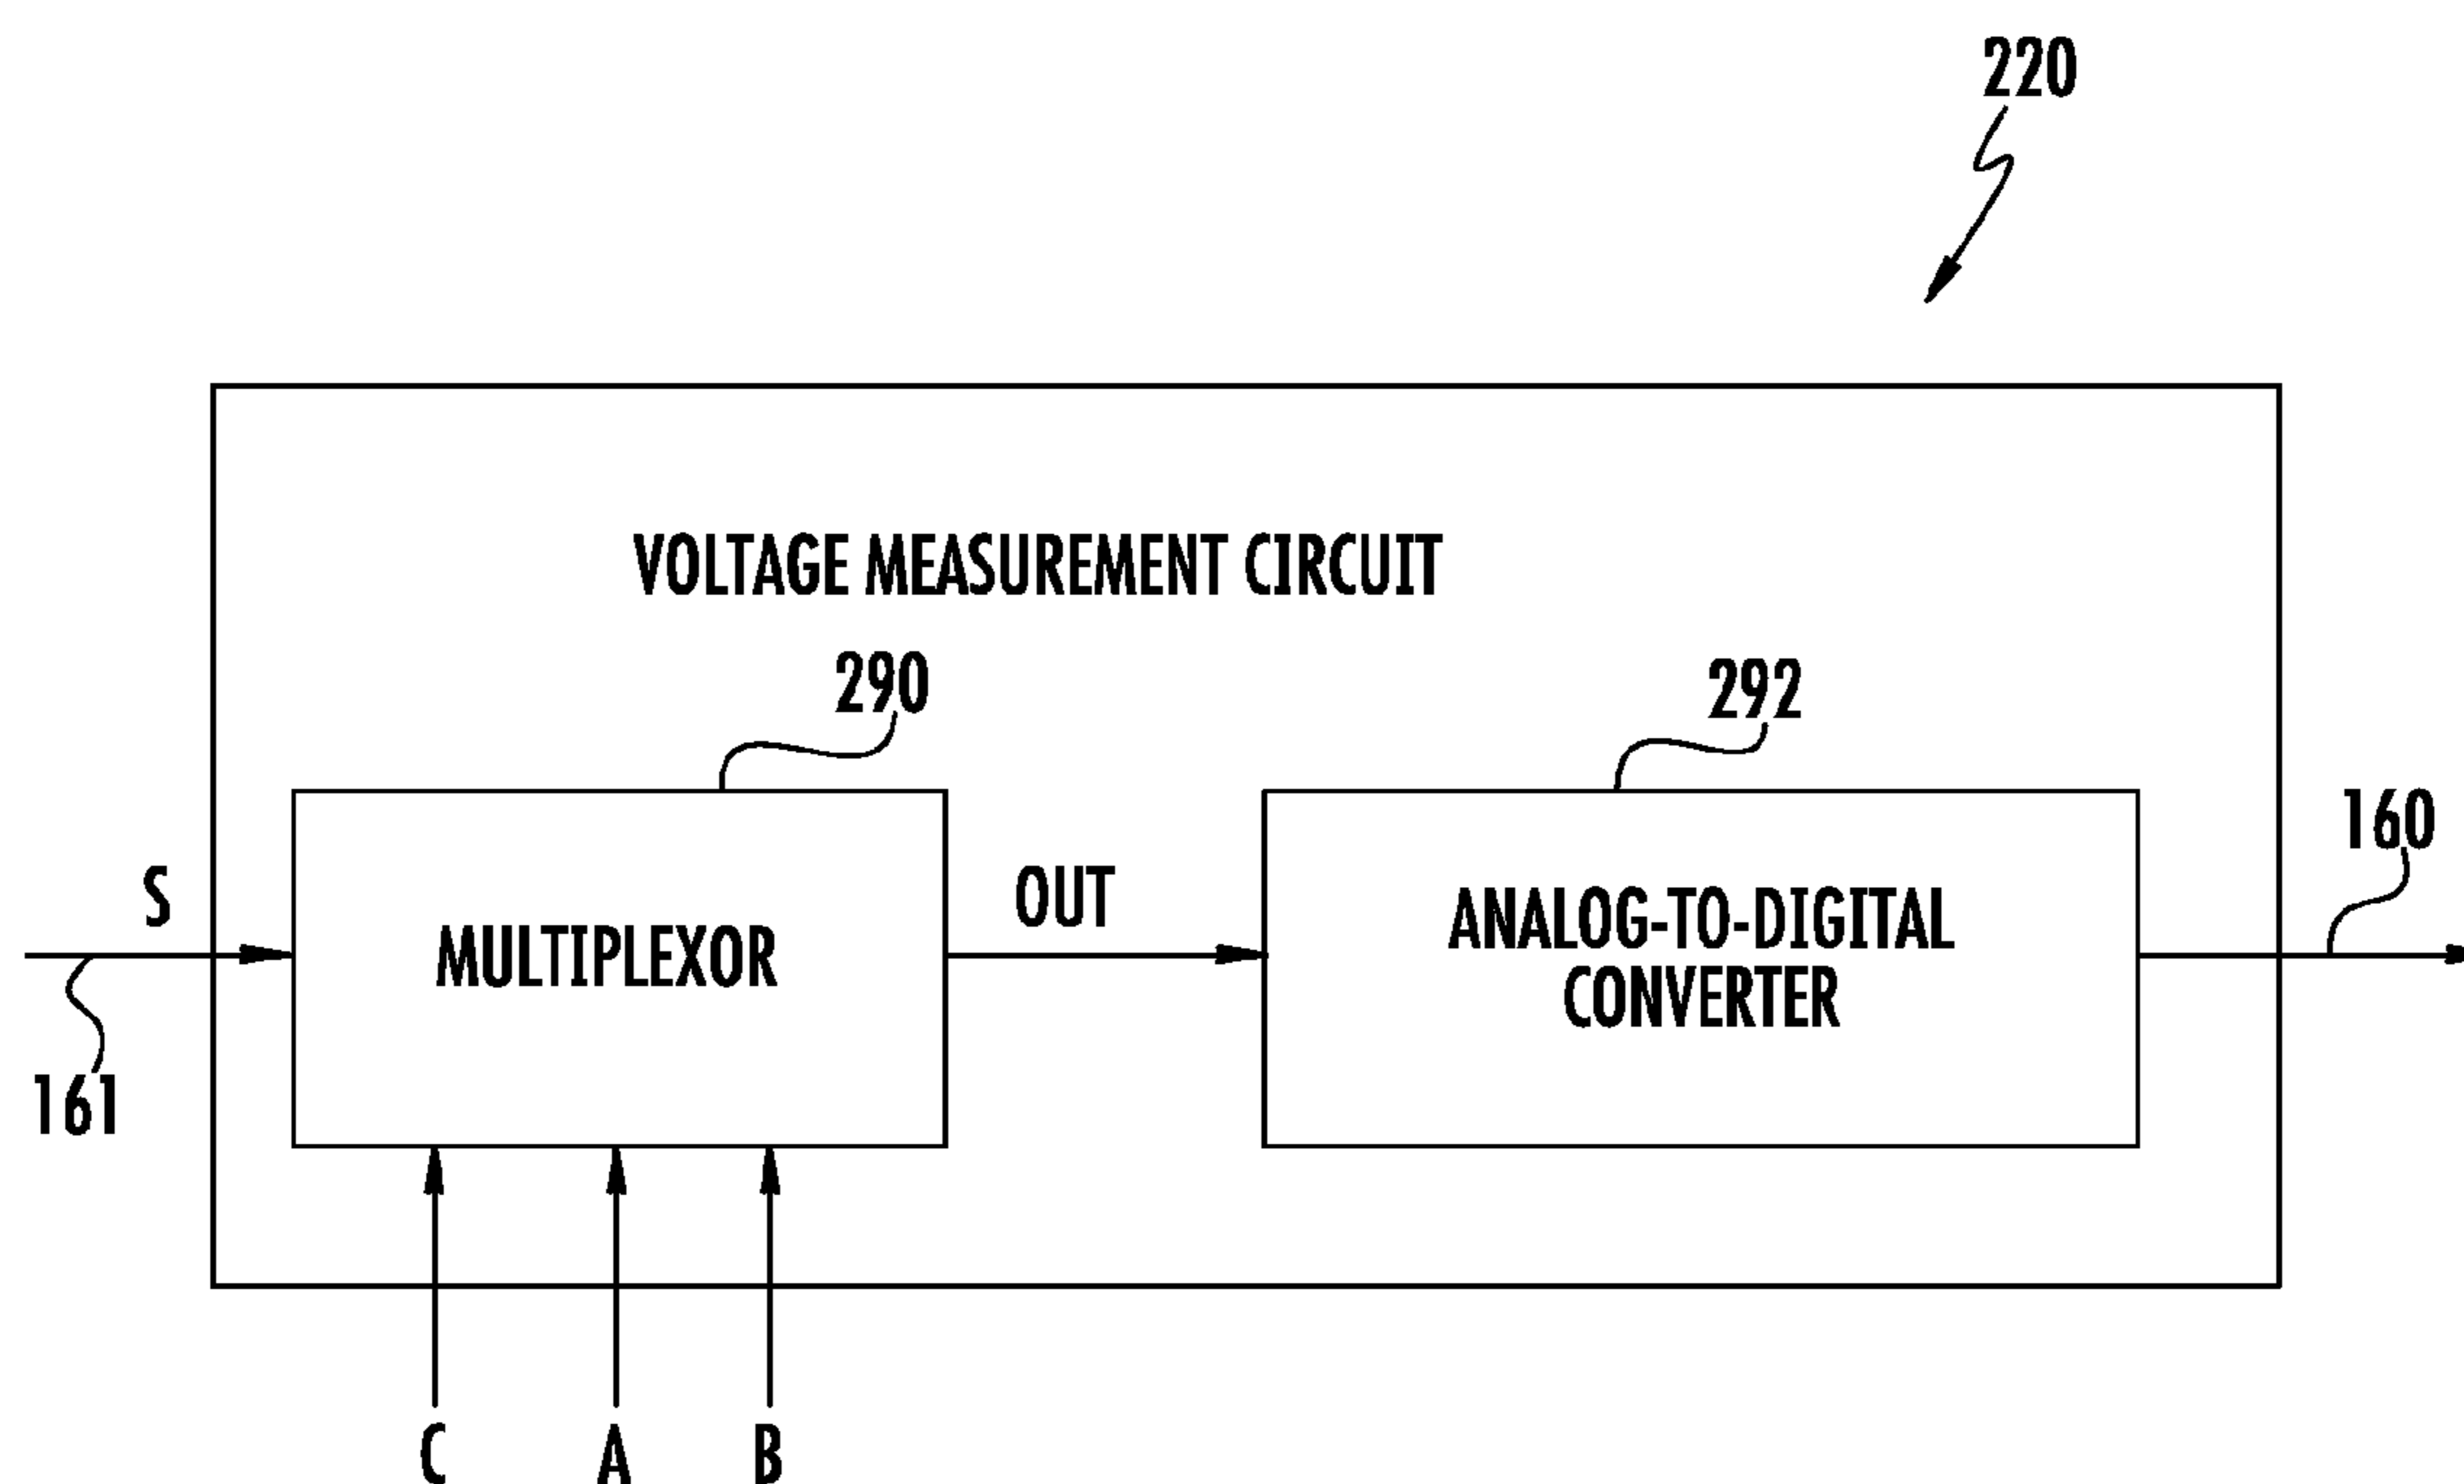 220
VOLTAGE MEASUREMENT CIRCUIT
290
292
160
S
OUT
MULTIPLEXOR
ANALOG-TO-DIGITAL
CONVERTER
161
C
A
B